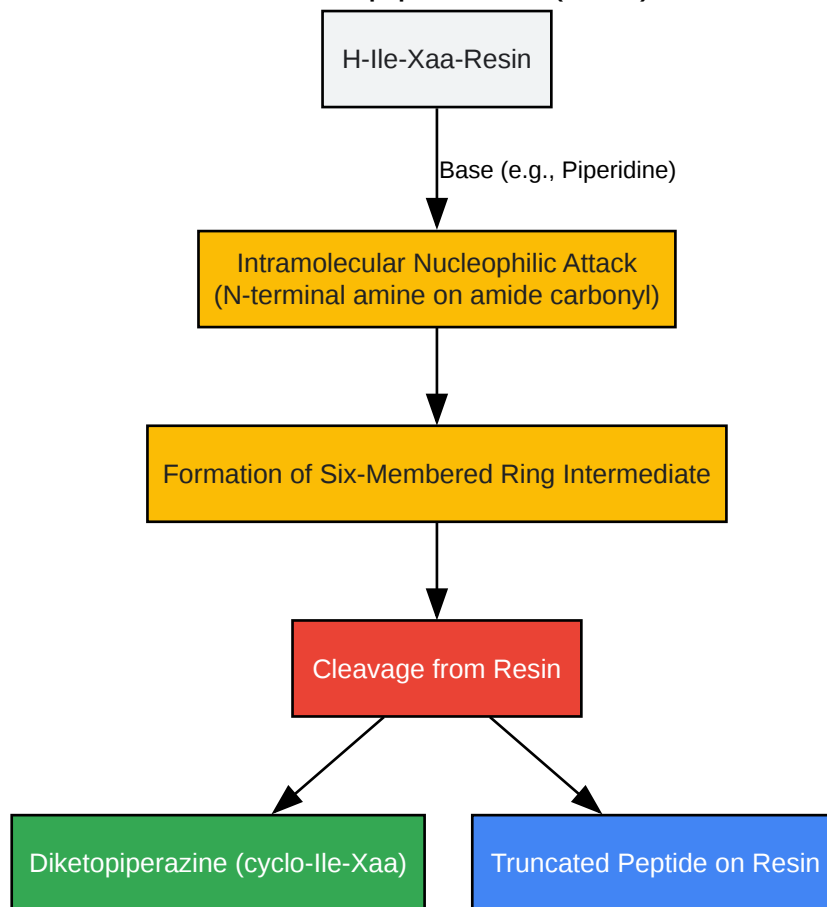 H-Ile-Xaa-Resin
Base (e.g., Piperidine)
Intramolecular Nucleophilic Attack
(N-terminal amine on amide carbonyl)
Formation of Six-Membered Ring Intermediate
Cleavage from Resin
Diketopiperazine (cyclo-Ile-Xaa)
Truncated Peptide on Resin